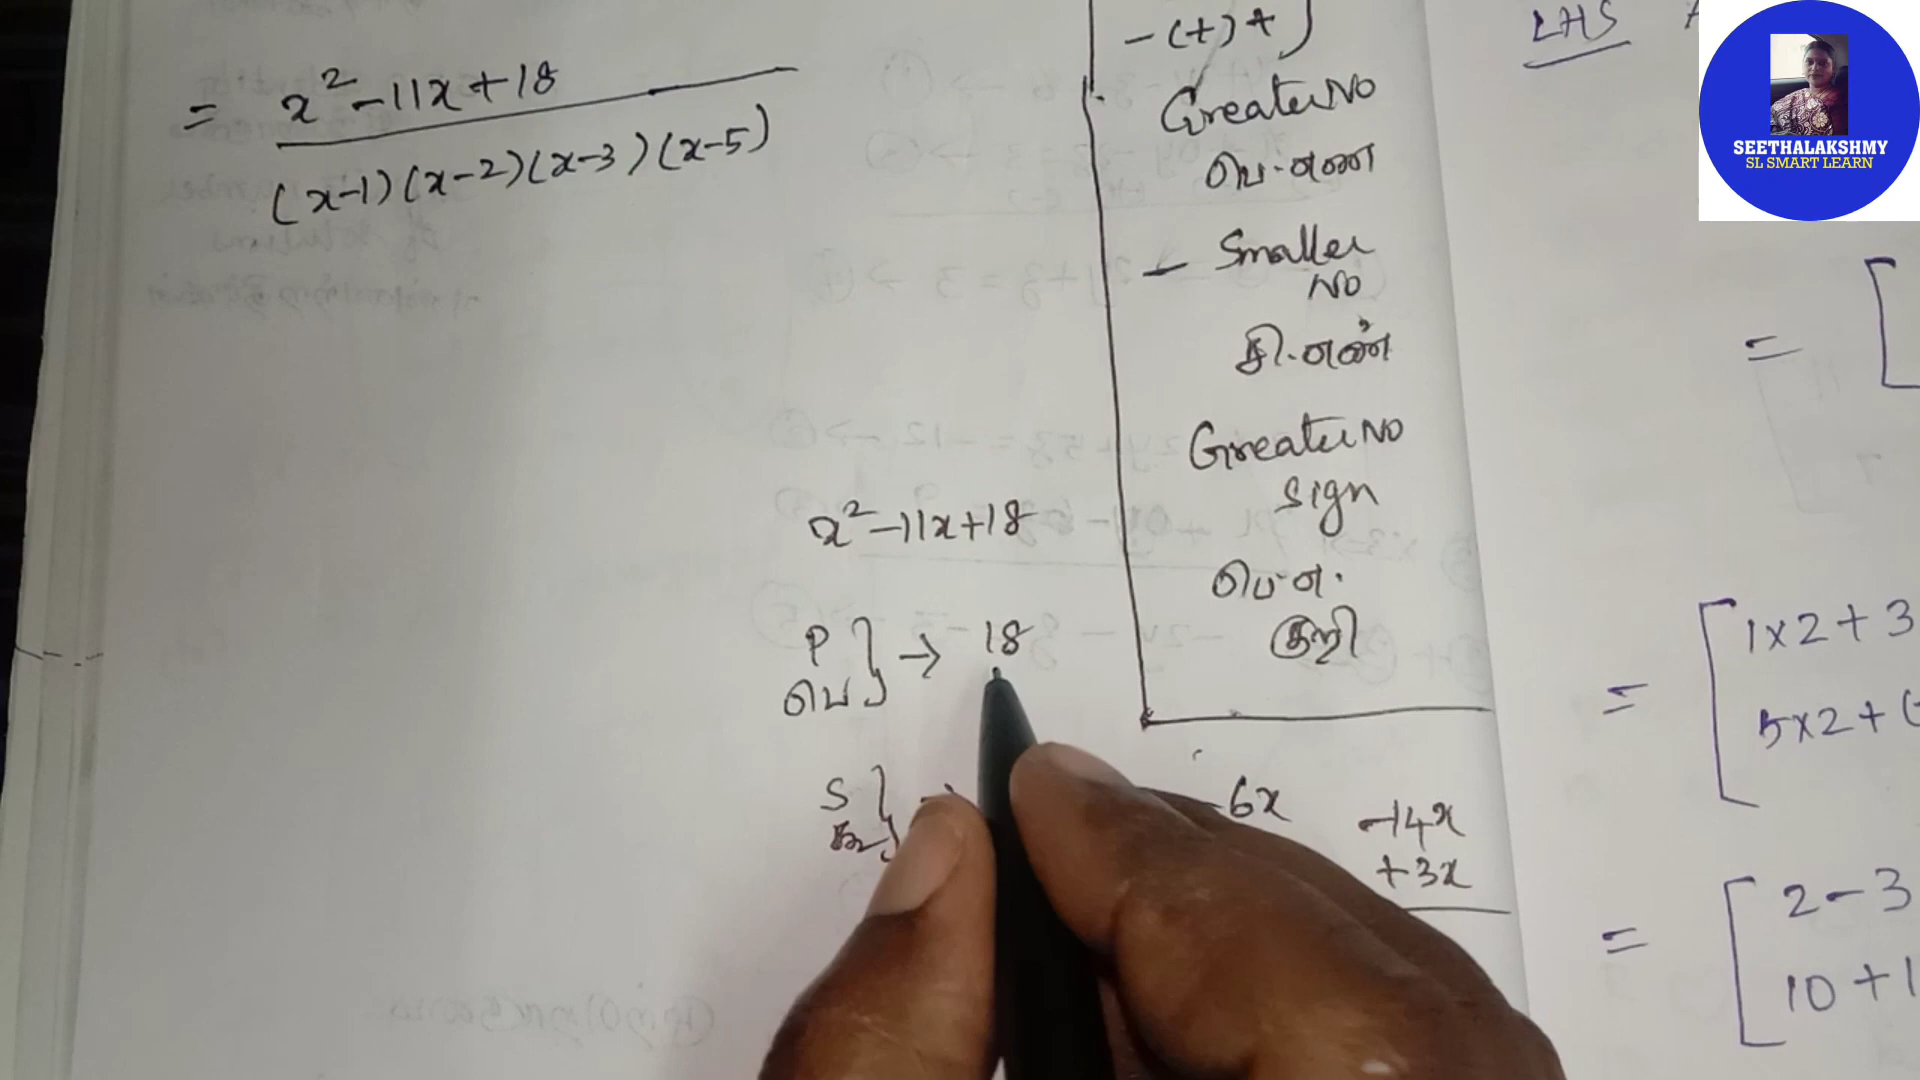 = x² - 11x + 18
(x-1)(x-2)(x-3)(x-5)
x² - 11x + 18
P
பெ } → 18
S
கூ }
- (+) +
Greater No
பெ.எண்
- Smaller
No
சி.எண்
Greater No
Sign
பெ.எ.
குறி
6x
-14x
+3x
LHS
= [
= [ 1×2+3
5×2+(
= [ 2-3
10+1
SEETHALAKSHMY
SL SMART LEARN